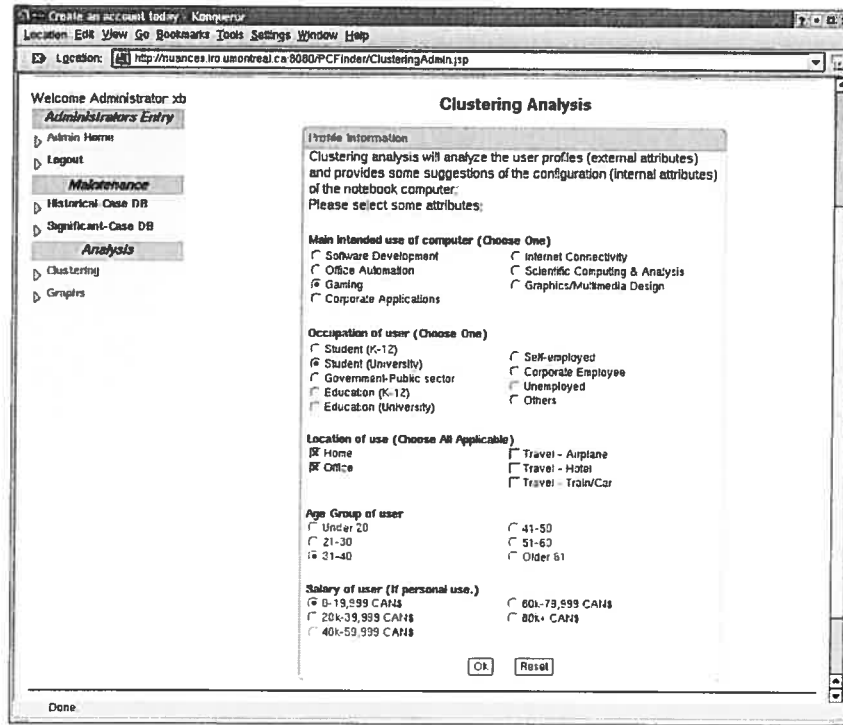 Create an account today - Konqueror
Location Edit View Go Bookmarks Tools Settings Window Help
Location: http://nuances.iro.umontreal.ca:8080/PCFinder/ClusteringAdmin.jsp
Welcome Administrator xb
Administrators Entry
Admin Home
Logout
Maintenance
Historical Case DB
Significant-Case DB
Analysis
Clustering
Graphs
Clustering Analysis
Profile Information
Clustering analysis will analyze the user profiles (external attributes)
and provides some suggestions of the configuration (internal attributes)
of the notebook computer;
Please select some attributes;
Main intended use of computer (Choose One)
Software Development
Office Automation
Gaming
Corporate Applications
Internet Connectivity
Scientific Computing & Analysis
Graphics/Multimedia Design
Occupation of user (Choose One)
Student (K-12)
Student (University)
Government-Public sector
Education (K-12)
Education (University)
Self-employed
Corporate Employee
Unemployed
Others
Location of use (Choose All Applicable)
Home
Office
Travel - Airplane
Travel - Hotel
Travel - Train/Car
Age Group of user
Under 20
21-30
31-40
41-50
51-60
Older 61
Salary of user (If personal use.)
0-19,999 CAN$
20k-39,999 CAN$
40k-59,999 CAN$
60k-79,999 CAN$
80k+ CAN$
Ok Reset
Done